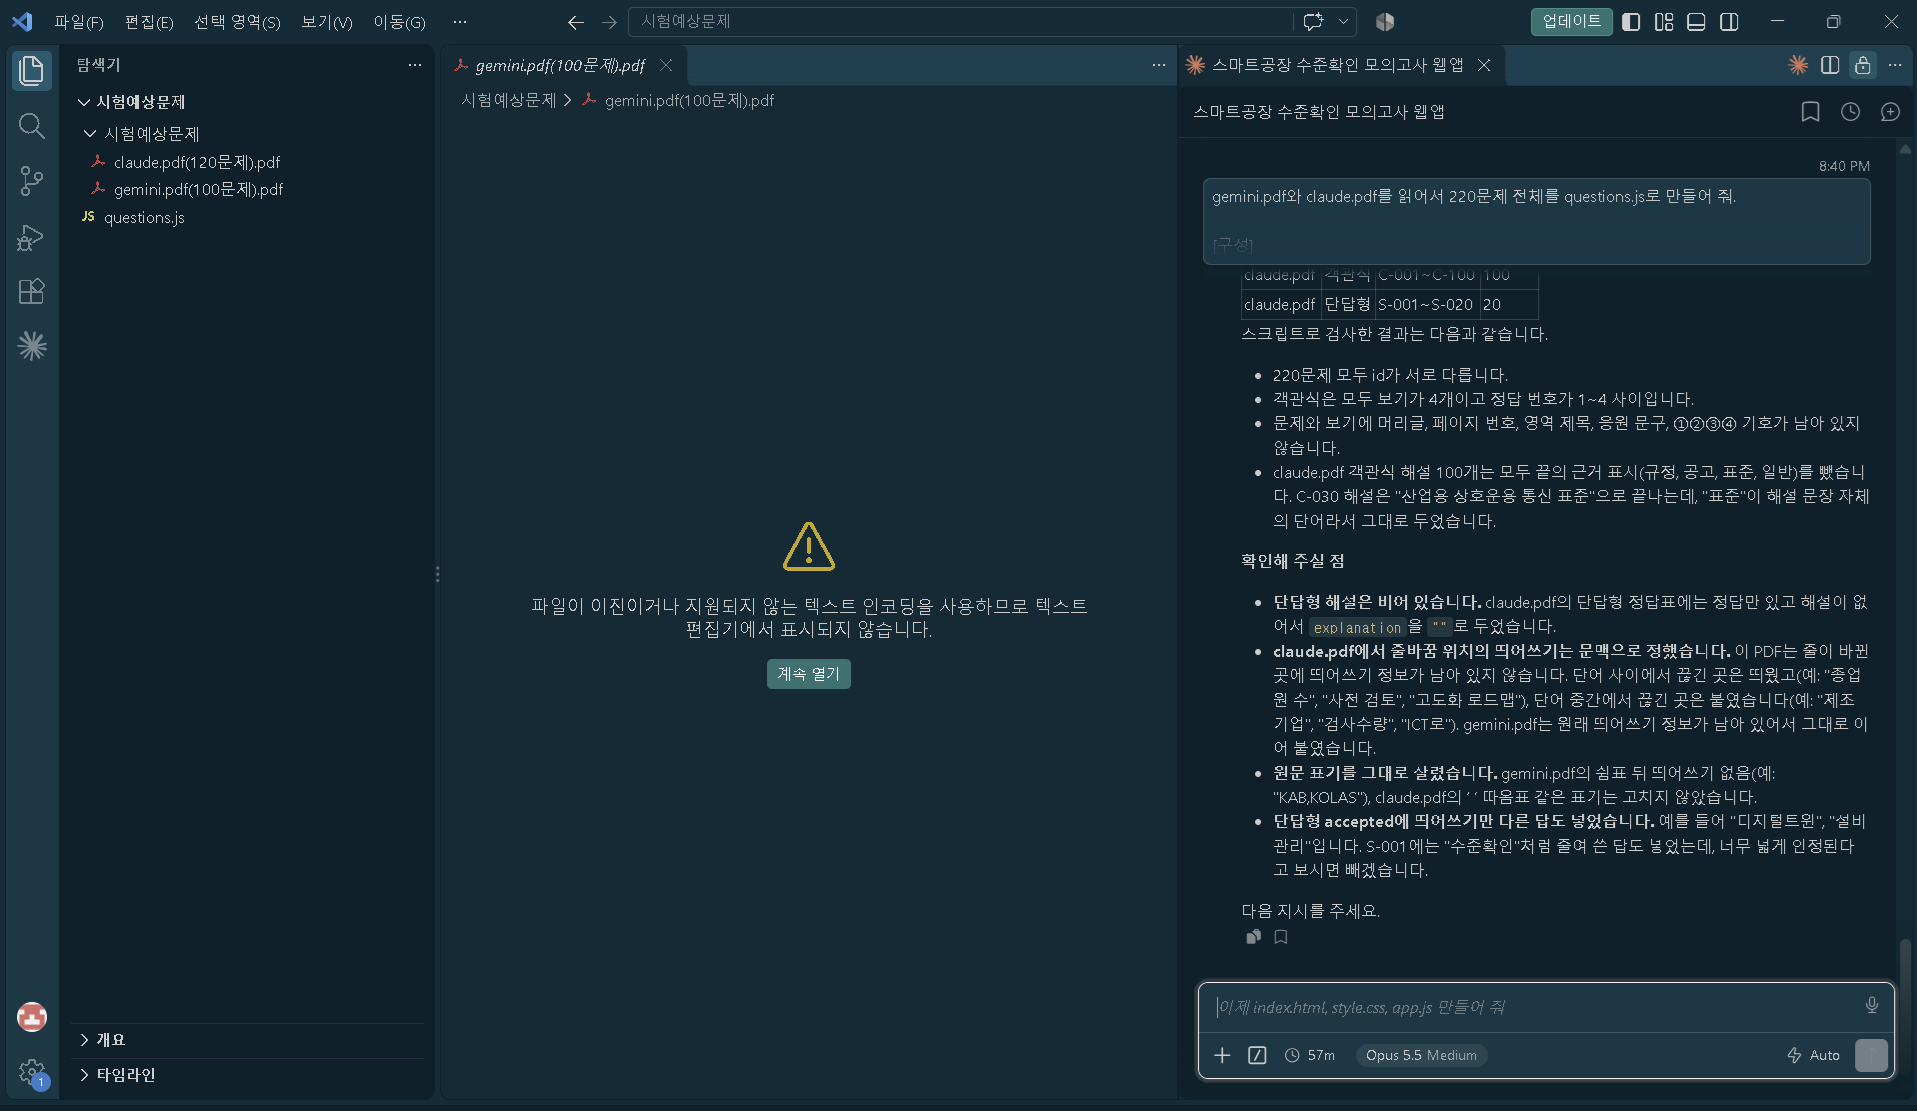 파일(F) 편집(E) 선택 영역(S) 보기(V) 이동(G) ··· 시험예상문제 업데이트
탐색기
시험예상문제
시험예상문제
claude.pdf(120문제).pdf
gemini.pdf(100문제).pdf
JS questions.js
개요
타임라인
1
gemini.pdf(100문제).pdf
시험예상문제 > gemini.pdf(100문제).pdf
파일이 이진이거나 지원되지 않는 텍스트 인코딩을 사용하므로 텍스트
편집기에서 표시되지 않습니다.
계속 열기
스마트공장 수준확인 모의고사 웹앱
스마트공장 수준확인 모의고사 웹앱
8:40 PM
gemini.pdf와 claude.pdf를 읽어서 220문제 전체를 questions.js로 만들어 줘.
[구성]
claude.pdf 객관식 C-001~C-100 100
claude.pdf 단답형 S-001~S-020 20
스크립트로 검사한 결과는 다음과 같습니다.
• 220문제 모두 id가 서로 다릅니다.
• 객관식은 모두 보기가 4개이고 정답 번호가 1~4 사이입니다.
• 문제와 보기에 머리글, 페이지 번호, 영역 제목, 응원 문구, ①②③④ 기호가 남아 있지
않습니다.
• claude.pdf 객관식 해설 100개는 모두 끝의 근거 표시(규정, 공고, 표준, 일반)를 뺐습니
다. C-030 해설은 "산업용 상호운용 통신 표준"으로 끝나는데, "표준"이 해설 문장 자체
의 단어라서 그대로 두었습니다.
확인해 주실 점
• 단답형 해설은 비어 있습니다. claude.pdf의 단답형 정답표에는 정답만 있고 해설이 없
어서 explanation을 ""로 두었습니다.
• claude.pdf에서 줄바꿈 위치의 띄어쓰기는 문맥으로 정했습니다. 이 PDF는 줄이 바뀐
곳에 띄어쓰기 정보가 남아 있지 않습니다. 단어 사이에서 끊긴 곳은 띄웠고(예: "종업
원 수", "사전 검토", "고도화 로드맵"), 단어 중간에서 끊긴 곳은 붙였습니다(예: "제조
기업", "검사수량", "ICT로"). gemini.pdf는 원래 띄어쓰기 정보가 남아 있어서 그대로 이
어 붙였습니다.
• 원문 표기를 그대로 살렸습니다. gemini.pdf의 쉼표 뒤 띄어쓰기 없음(예:
"KAB,KOLAS"), claude.pdf의 ‘ ‘ 따옴표 같은 표기는 고치지 않았습니다.
• 단답형 accepted에 띄어쓰기만 다른 답도 넣었습니다. 예를 들어 "디지털트윈", "설비
관리"입니다. S-001에는 "수준확인"처럼 줄여 쓴 답도 넣었는데, 너무 넓게 인정된다
고 보시면 빼겠습니다.
다음 지시를 주세요.
이제 index.html, style.css, app.js 만들어 줘
57m Opus 5.5 Medium Auto